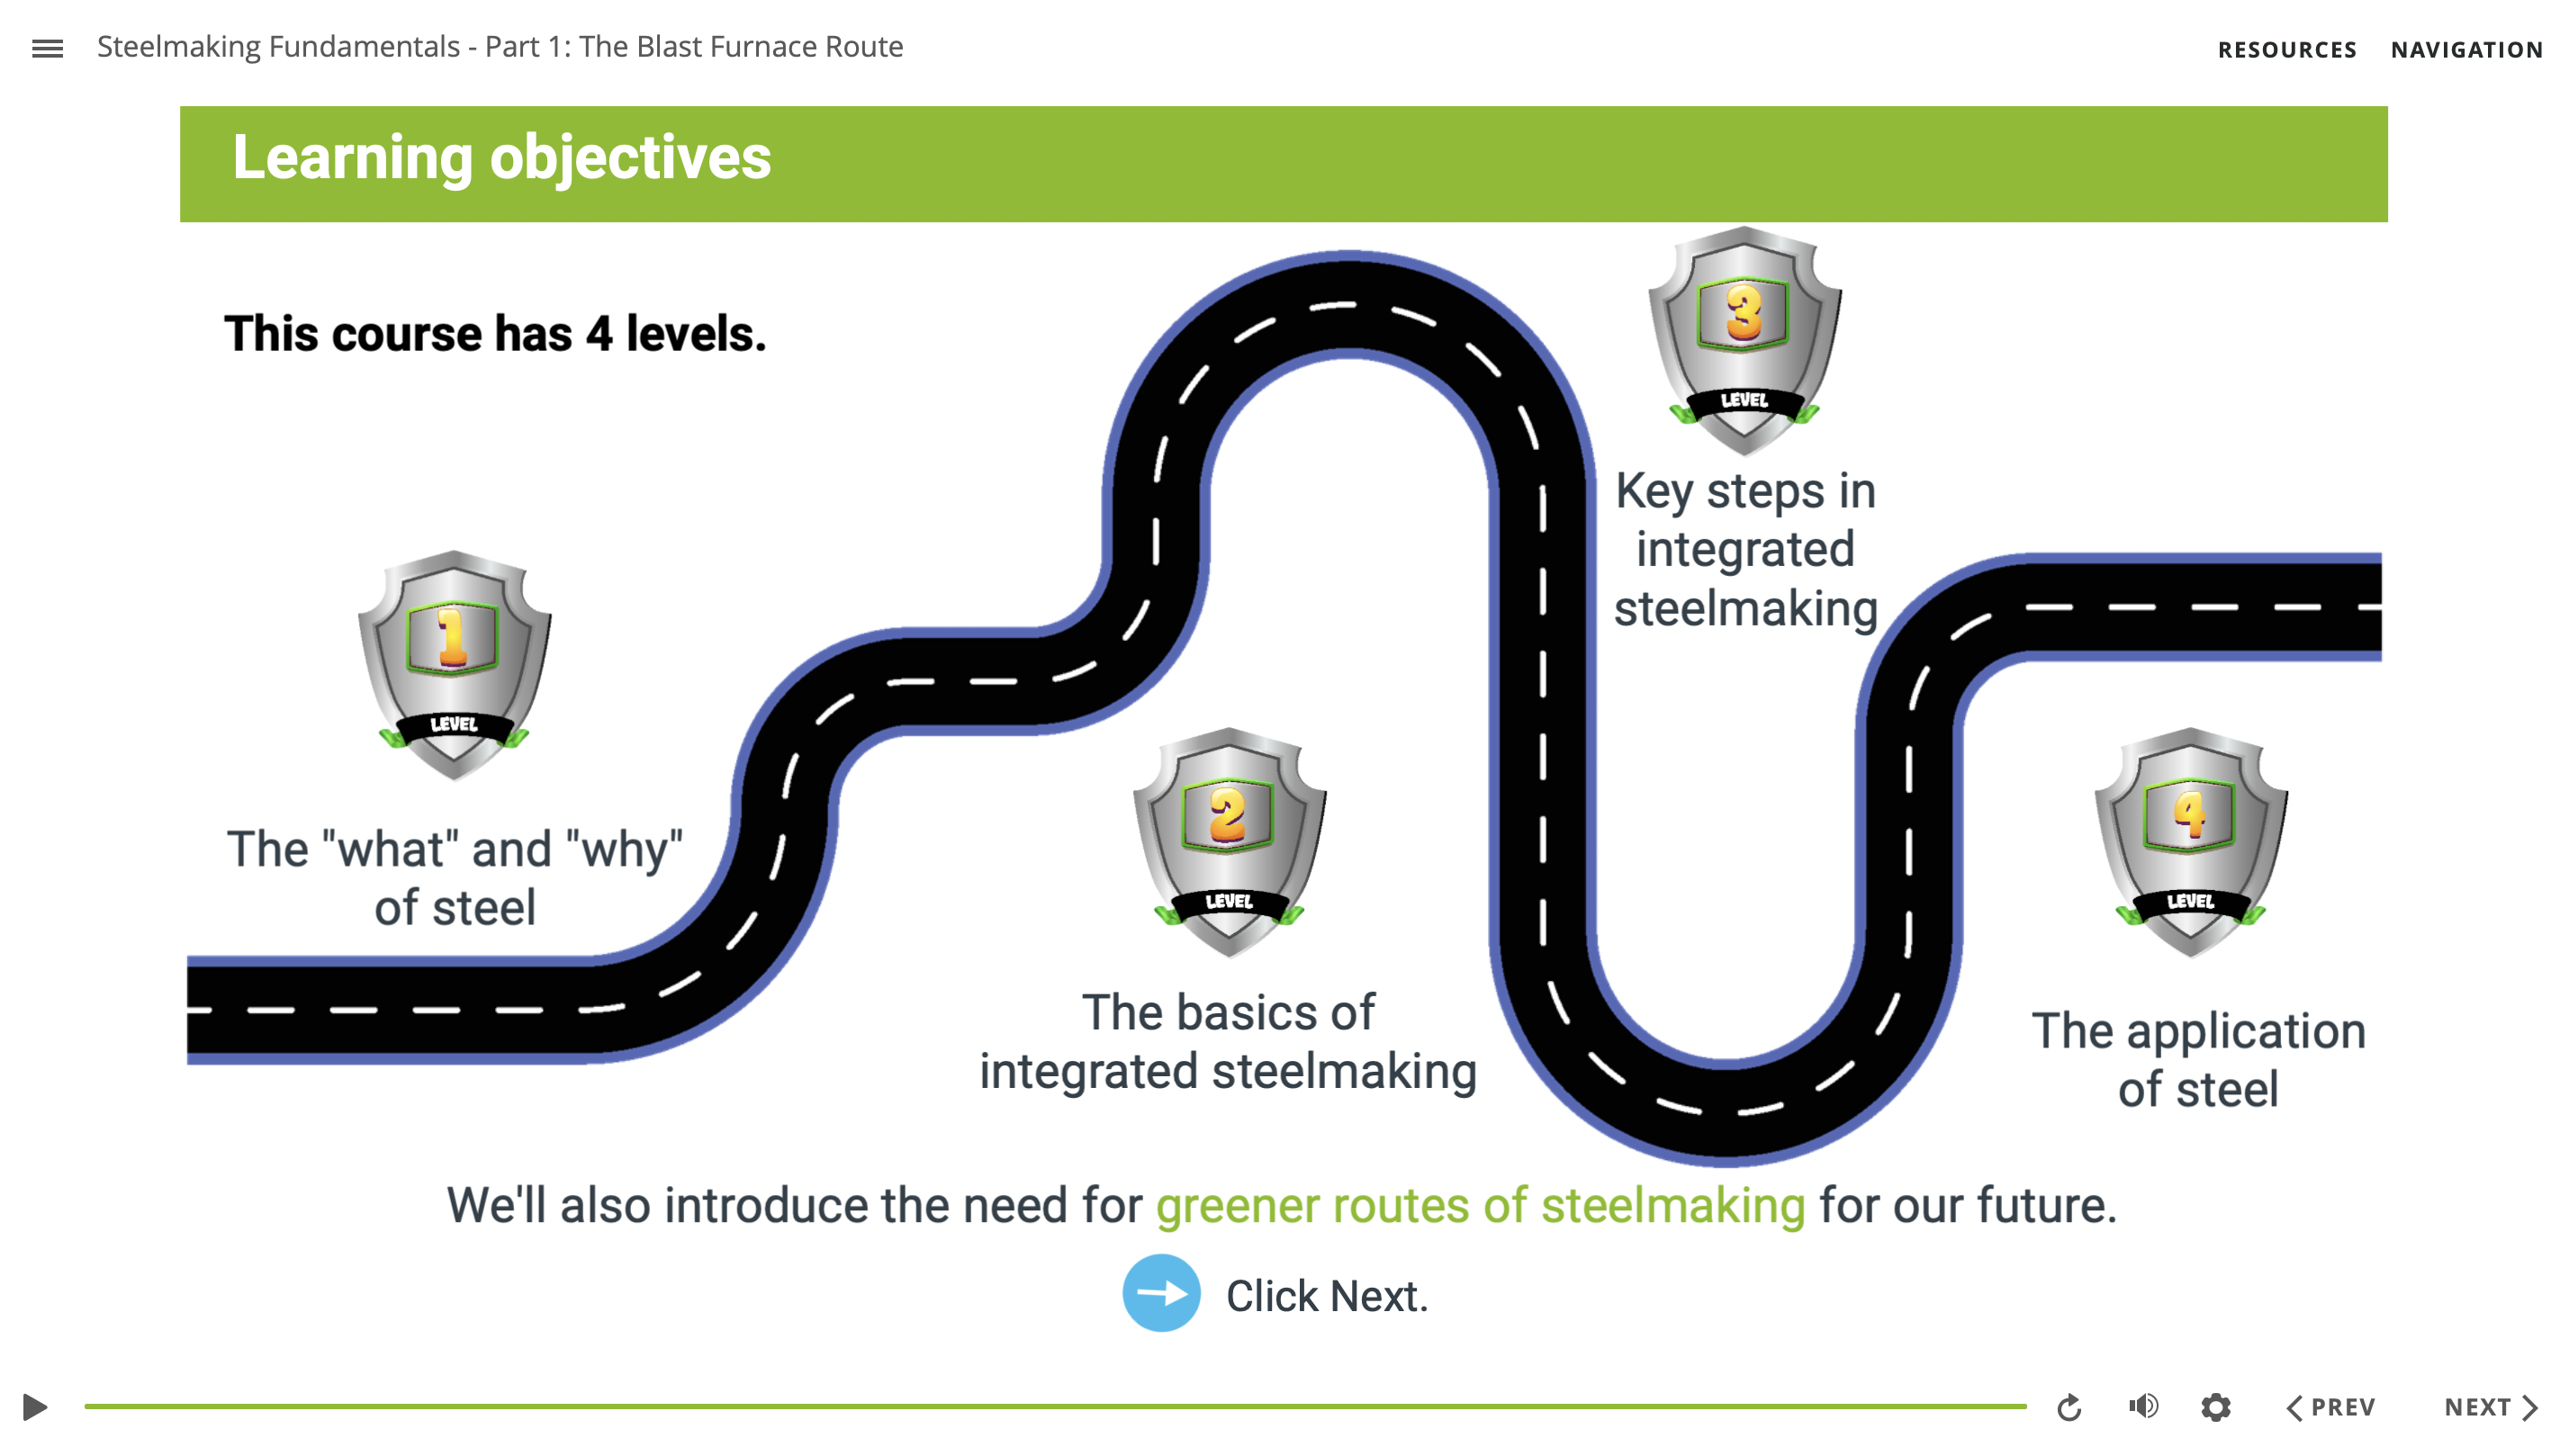 Steelmaking Fundamentals - Part 1: The Blast Furnace Route
RESOURCES
NAVIGATION
Learning objectives
This course has 4 levels.
1
LEVEL
The "what" and "why"
of steel
2
LEVEL
The basics of
integrated steelmaking
3
LEVEL
Key steps in
integrated
steelmaking
4
LEVEL
The application
of steel
We'll also introduce the need for greener routes of steelmaking for our future.
Click Next.
PREV
NEXT